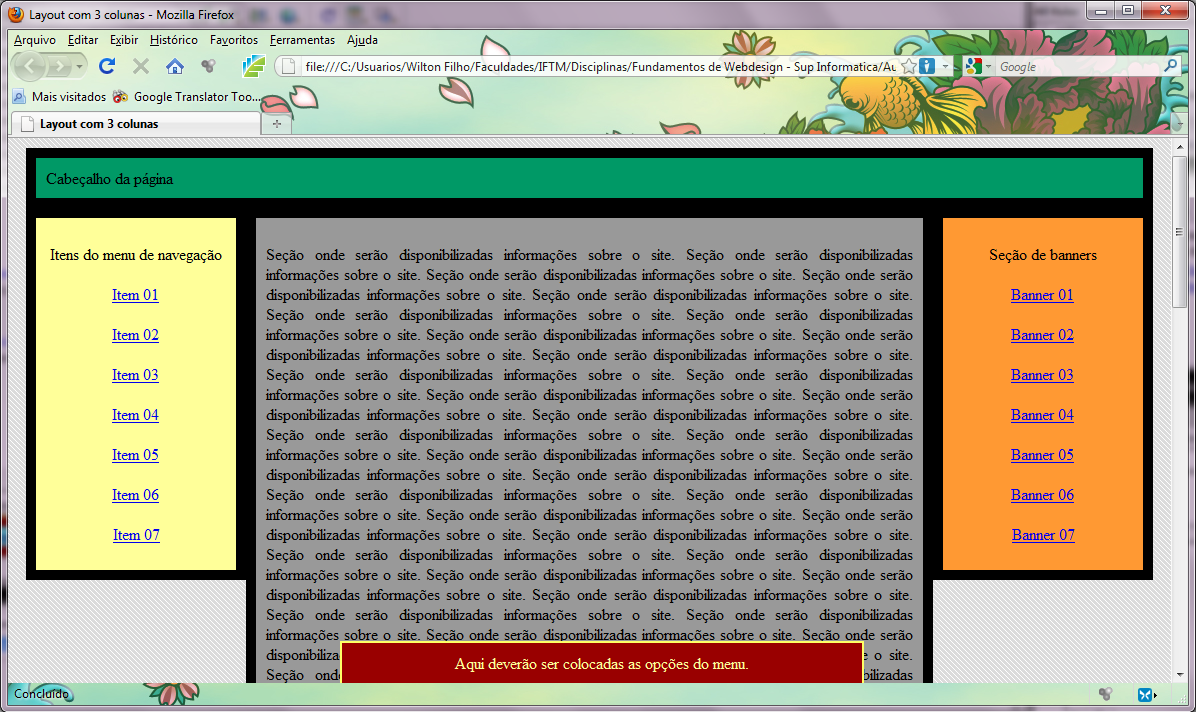 Layout com 3 colunas - Mozilla Firefox
Arquivo Editar Exibir Histórico Favoritos Ferramentas Ajuda
file:///C:/Usuarios/Wilton Filho/Faculdades/IFTM/Disciplinas/Fundamentos de Webdesign - Sup Informatica/Au
Google
Mais visitados Google Translator Too...
Layout com 3 colunas
Cabeçalho da página
Itens do menu de navegação
Item 01
Item 02
Item 03
Item 04
Item 05
Item 06
Item 07
Seção onde serão disponibilizadas informações sobre o site. Seção onde serão disponibilizadas
informações sobre o site. Seção onde serão disponibilizadas informações sobre o site. Seção onde serão
disponibilizadas informações sobre o site. Seção onde serão disponibilizadas informações sobre o site.
Seção onde serão disponibilizadas informações sobre o site. Seção onde serão disponibilizadas
informações sobre o site. Seção onde serão disponibilizadas informações sobre o site. Seção onde serão
disponibilizadas informações sobre o site. Seção onde serão disponibilizadas informações sobre o site.
Seção onde serão disponibilizadas informações sobre o site. Seção onde serão disponibilizadas
informações sobre o site. Seção onde serão disponibilizadas informações sobre o site. Seção onde serão
disponibilizadas informações sobre o site. Seção onde serão disponibilizadas informações sobre o site.
Seção onde serão disponibilizadas informações sobre o site. Seção onde serão disponibilizadas
informações sobre o site. Seção onde serão disponibilizadas informações sobre o site. Seção onde serão
disponibilizadas informações sobre o site. Seção onde serão disponibilizadas informações sobre o site.
Seção onde serão disponibilizadas informações sobre o site. Seção onde serão disponibilizadas
informações sobre o site. Seção onde serão disponibilizadas informações sobre o site. Seção onde serão
disponibilizadas informações sobre o site. Seção onde serão disponibilizadas informações sobre o site.
Seção onde serão disponibilizadas informações sobre o site. Seção onde serão disponibilizadas
informações sobre o site. Seção onde serão disponibilizadas informações sobre o site. Seção onde serão
disponibilizadas informações sobre o site. Seção onde serão disponibilizadas informações sobre o site.
Seção onde serão disponibilizadas informações sobre o site. Seção onde serão disponibilizadas
informações sobre o site. Seção onde serão disponibilizadas informações sobre o site. Seção onde serão
disponibiliza e o site.
Seção ond bilizadas
Aqui deverão ser colocadas as opções do menu.
Seção de banners
Banner 01
Banner 02
Banner 03
Banner 04
Banner 05
Banner 06
Banner 07
Concluído